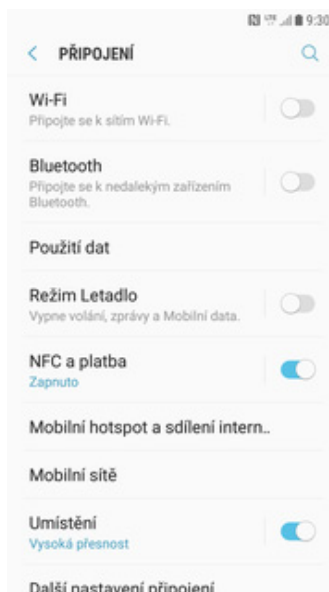 9:30
PŘIPOJENÍ
Wi-Fi
Připojte se k sítím Wi-Fi.
Bluetooth
Připojte se k nedalekým zařízením
Bluetooth.
Použití dat
Režim Letadlo
Vypne volání, zprávy a Mobilní data.
NFC a platba
Zapnuto
Mobilní hotspot a sdílení intern..
Mobilní sítě
Umístění
Vysoká přesnost
Další nastavení připojení